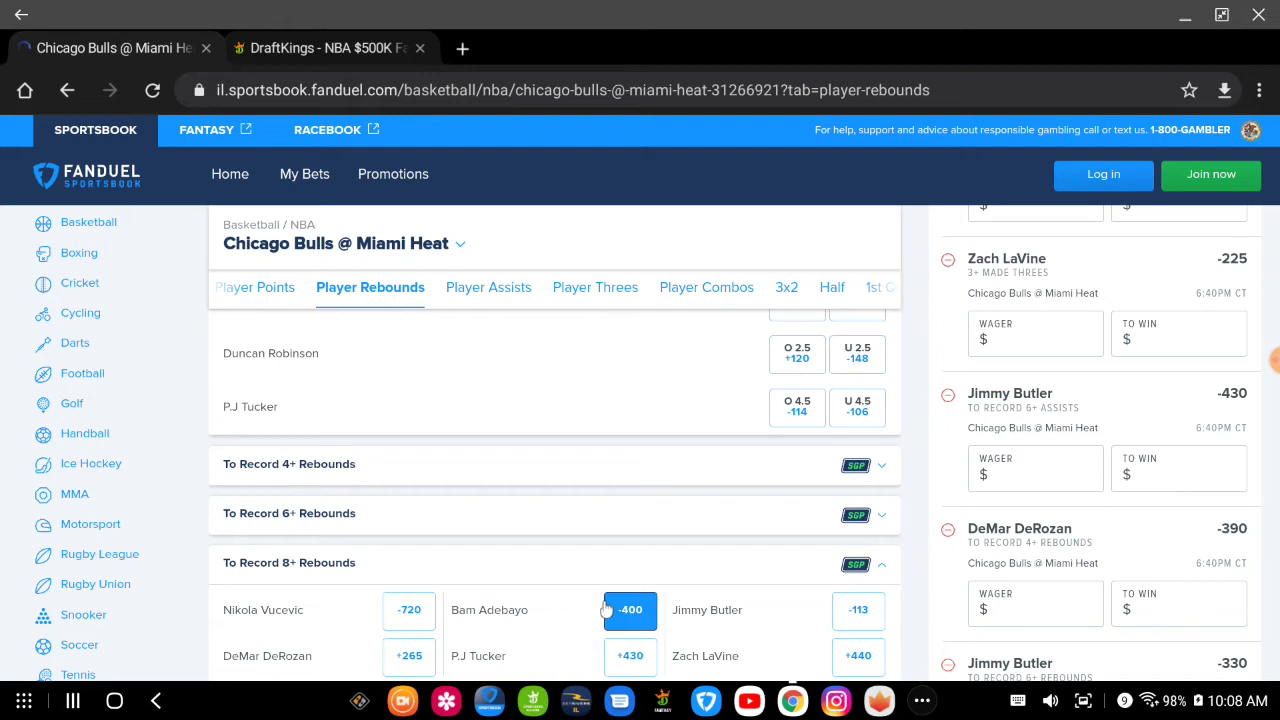 Chicago Bulls @ Miami He
DraftKings - NBA $500K F
il.sportsbook.fanduel.com/basketball/nba/chicago-bulls-@-miami-heat-31266921?tab=player-rebounds
SPORTSBOOK
FANTASY
RACEBOOK
For help, support and advice about responsible gambling call or text us. 1-800-GAMBLER
FANDUEL
SPORTSBOOK
Home
My Bets
Promotions
Log in
Join now
Basketball
Boxing
Cricket
Cycling
Darts
Football
Golf
Handball
Ice Hockey
MMA
Motorsport
Rugby League
Rugby Union
Snooker
Soccer
Tennis
Basketball / NBA
Chicago Bulls @ Miami Heat
Player Points
Player Rebounds
Player Assists
Player Threes
Player Combos
3x2
Half
1st Q
Duncan Robinson
O 2.5
+120
U 2.5
-148
P.J Tucker
O 4.5
-114
U 4.5
-106
To Record 4+ Rebounds
SGP
To Record 6+ Rebounds
SGP
To Record 8+ Rebounds
SGP
Nikola Vucevic
-720
Bam Adebayo
-400
Jimmy Butler
-113
DeMar DeRozan
+265
P.J Tucker
+430
Zach LaVine
+440
$
$
Zach LaVine
-225
3+ MADE THREES
Chicago Bulls @ Miami Heat
6:40PM CT
WAGER
$
TO WIN
$
Jimmy Butler
-430
TO RECORD 6+ ASSISTS
Chicago Bulls @ Miami Heat
6:40PM CT
WAGER
$
TO WIN
$
DeMar DeRozan
-390
TO RECORD 4+ REBOUNDS
Chicago Bulls @ Miami Heat
6:40PM CT
WAGER
$
TO WIN
$
Jimmy Butler
-330
TO RECORD 6+ REBOUNDS
9
98%
10:08 AM